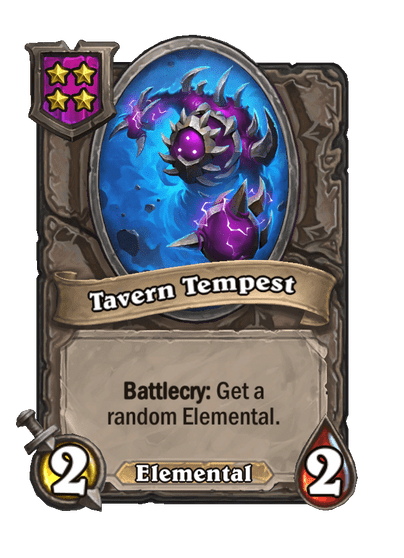 Tavern Tempest
Battlecry: Get a
random Elemental.
2
Elemental
2